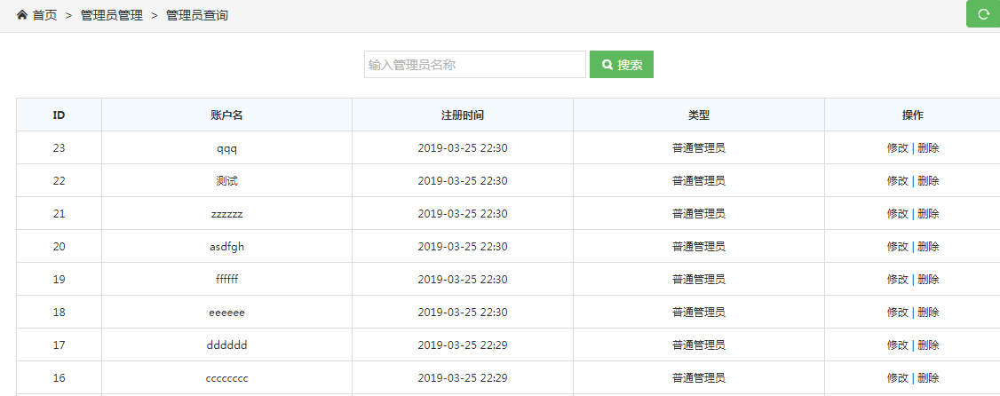 首页 > 管理员管理 > 管理员查询
输入管理员名称 搜索
ID 账户名 注册时间 类型 操作
23 qqq 2019-03-25 22:30 普通管理员 修改 | 删除
22 测试 2019-03-25 22:30 普通管理员 修改 | 删除
21 zzzzzz 2019-03-25 22:30 普通管理员 修改 | 删除
20 asdfgh 2019-03-25 22:30 普通管理员 修改 | 删除
19 ffffff 2019-03-25 22:30 普通管理员 修改 | 删除
18 eeeeee 2019-03-25 22:30 普通管理员 修改 | 删除
17 dddddd 2019-03-25 22:29 普通管理员 修改 | 删除
16 cccccccc 2019-03-25 22:29 普通管理员 修改 | 删除